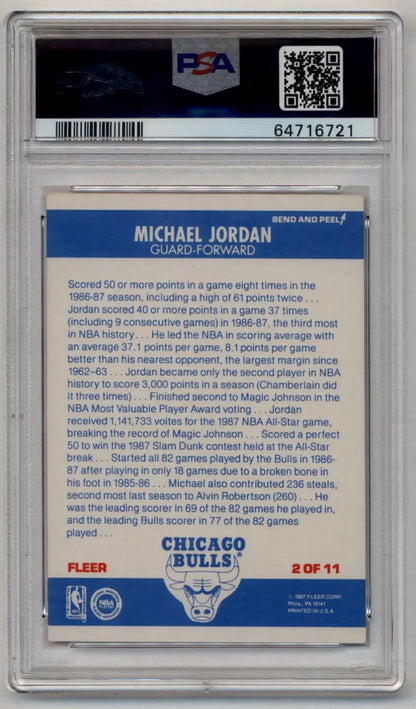 PSA
64716721
BEND AND PEEL
MICHAEL JORDAN
GUARD-FORWARD
Scored 50 or more points in a game eight times in the
1986-87 season, including a high of 61 points twice . . .
Jordan scored 40 or more points in a game 37 times
(including 9 consecutive games) in 1986-87, the third most
in NBA history . . . He led the NBA in scoring average with
an average of 37.1 points per game, 8.1 points per game
better than his nearest opponent, the largest margin since
1962–63 . . . Jordan became only the second player in NBA
history to score 3,000 points in a season (Chamberlain did
it three times) . . . Finished second to Magic Johnson in the
NBA Most Valuable Player Award voting . . . Jordan
received 1,141,733 voites for the 1987 NBA All-Star game,
breaking the record of Magic Johnson . . . Scored a perfect
50 to win the 1987 Slam Dunk contest held at the All-Star
break . . . Started all 82 games played by the Bulls in 1986-
87 after playing in only 18 games due to a broken bone in
his foot in 1985-86 . . . Michael also contributed 236 steals,
second most last season to Alvin Robertson (260) . . . He
was the leading scorer in 69 of the 82 games he played in,
and the leading Bulls scorer in 77 of the 82 games
played . . .
CHICAGO
BULLS®
FLEER
2 OF 11
NBA
PLAYERS
© 1987 FLEER CORP.
Phila., PA 19141
PRINTED IN U.S.A.